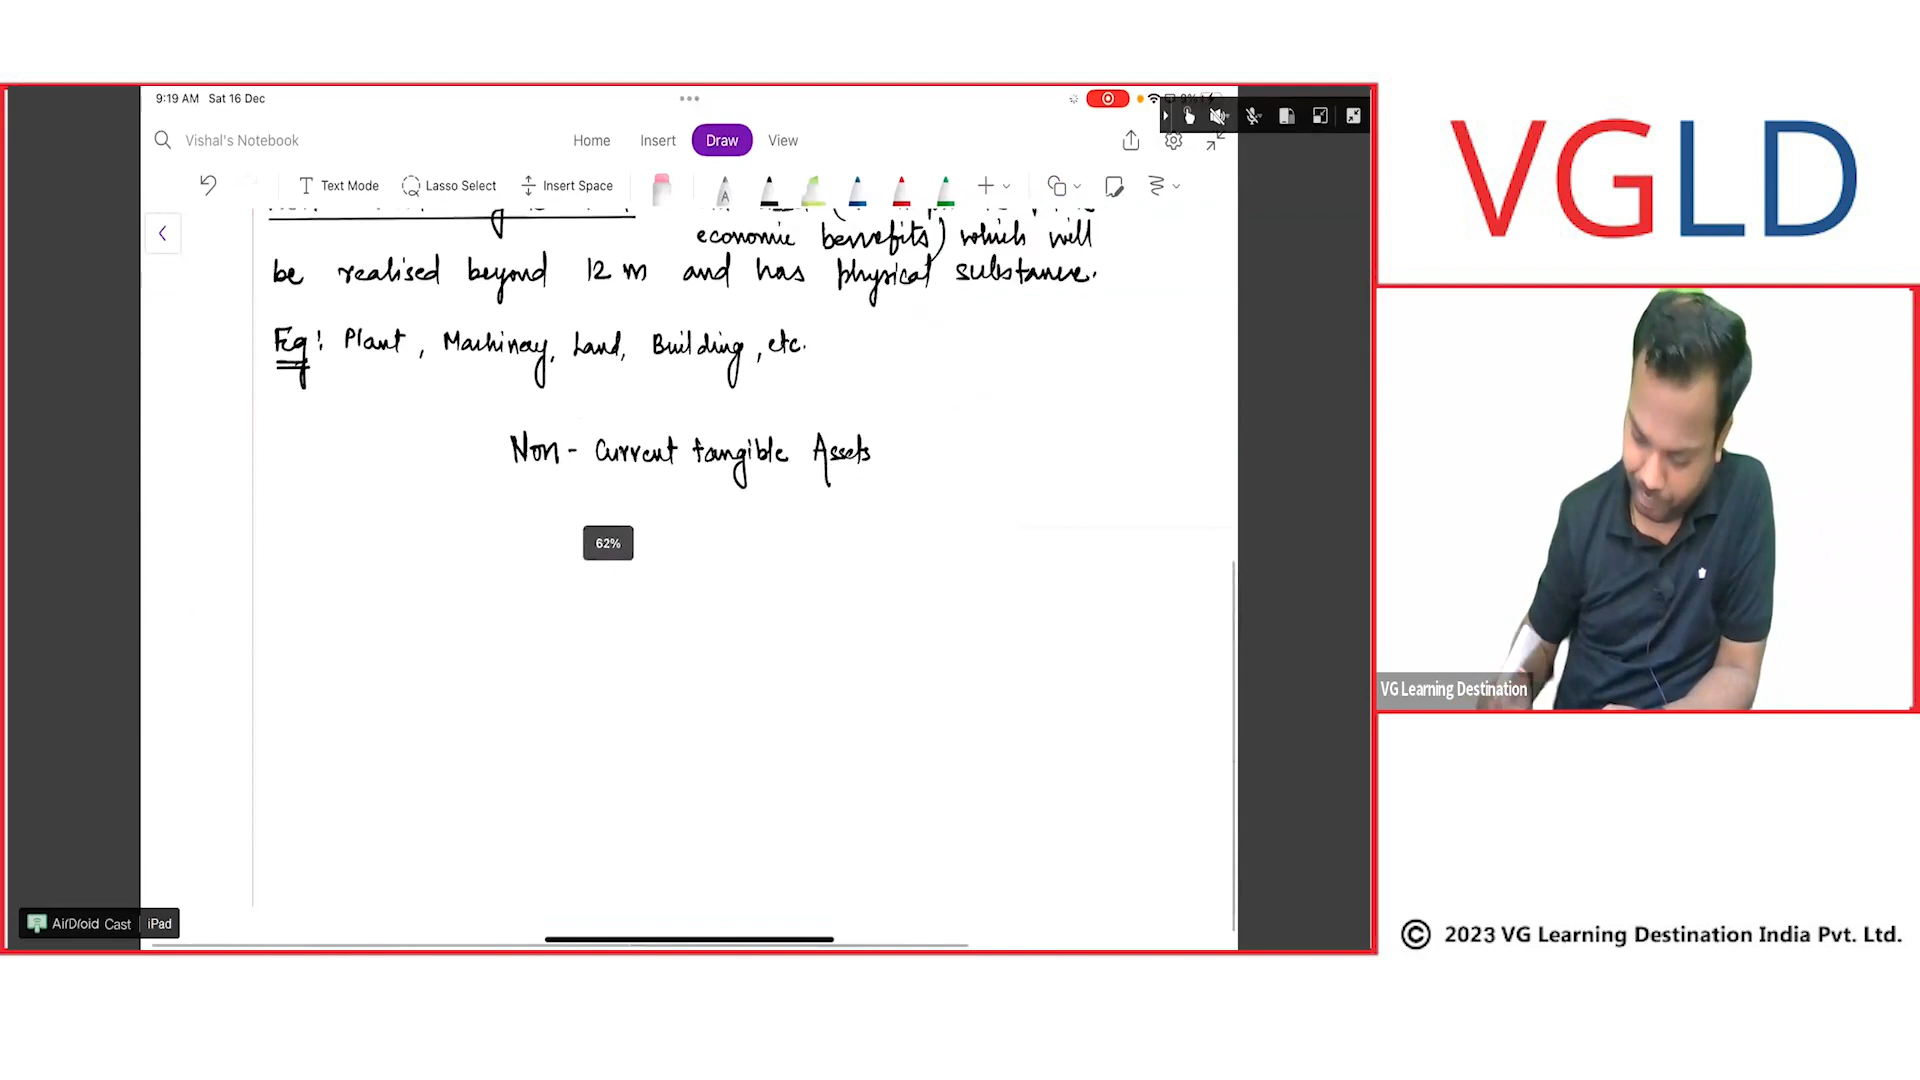 9:19 AM Sat 16 Dec
VGLD
Vishal's Notebook
Home Insert Draw View
Text Mode Lasso Select Insert Space
economic benefits) which will
be realised beyond 12 m and has physical substance.
Eg: Plant, Machinery, Land, Building, etc.
Non-Current tangible Assets
62%
VG Learning Destination
AirDroid Cast iPad
© 2023 VG Learning Destination India Pvt. Ltd.